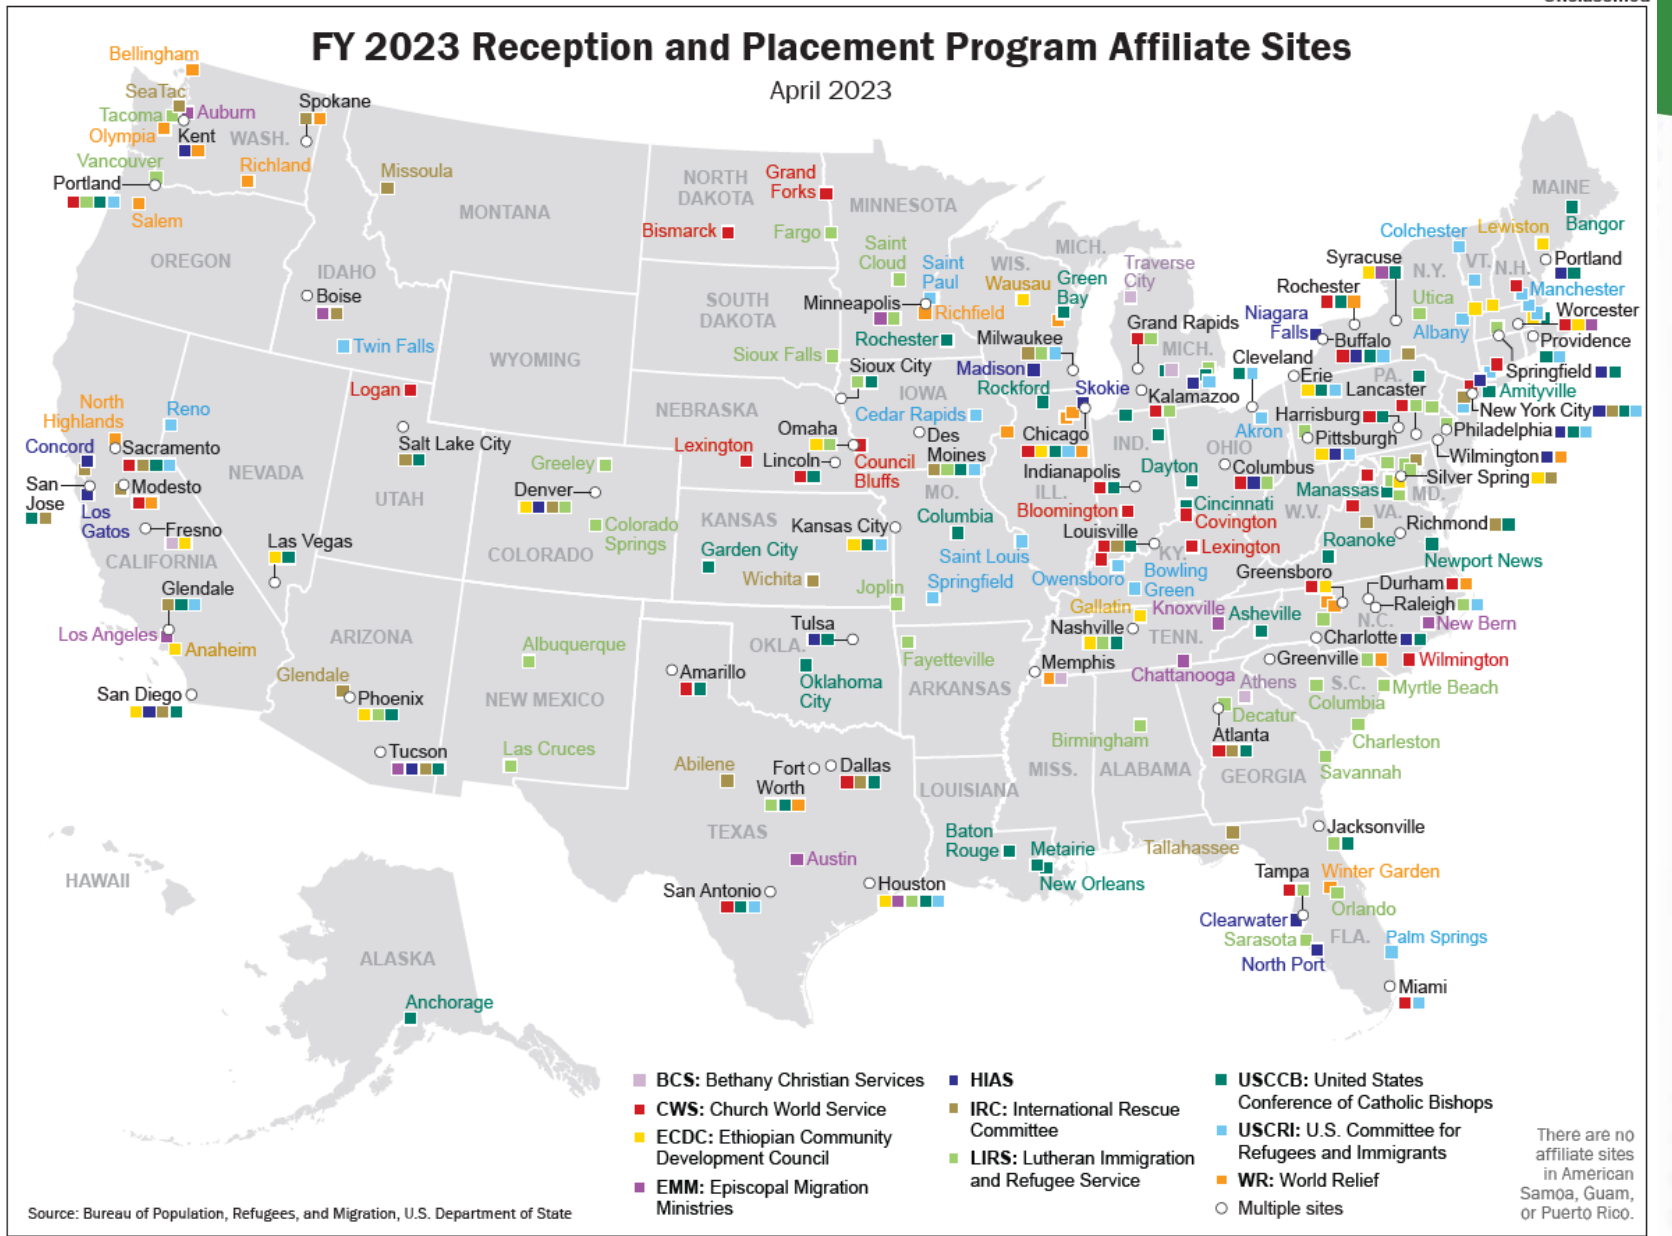 FY 2023 Reception and Placement Program Affiliate Sites
April 2023
Bellingham
SeaTac
Tacoma
Auburn
Olympia
Kent
WASH.
Spokane
Vancouver
Richland
Portland
Salem
OREGON
Missoula
MONTANA
IDAHO
Boise
Twin Falls
WYOMING
NORTH
DAKOTA
Grand
Forks
Bismarck
Fargo
SOUTH
DAKOTA
Sioux Falls
MINNESOTA
Saint
Cloud
Saint
Paul
Minneapolis
Richfield
Rochester
WIS.
Wausau
Green
Bay
Milwaukee
Madison
MICH.
Traverse
City
Grand Rapids
MICH.
Kalamazoo
Sioux City
IOWA
Cedar Rapids
Des
Moines
Rockford
Skokie
Chicago
NEBRASKA
Omaha
Lincoln
Lexington
Council
Bluffs
North
Highlands
Reno
Concord
Sacramento
San
Jose
Modesto
Los
Gatos
Fresno
CALIFORNIA
NEVADA
Las Vegas
Glendale
Los Angeles
Anaheim
San Diego
Logan
Salt Lake City
UTAH
Greeley
Denver
Colorado
Springs
COLORADO
ARIZONA
Glendale
Phoenix
Tucson
Albuquerque
NEW MEXICO
Las Cruces
KANSAS
Garden City
Wichita
Kansas City
MO.
Columbia
Saint Louis
Springfield
Joplin
ILL.
IND.
Indianapolis
Bloomington
OHIO
Cleveland
Akron
Columbus
Dayton
Cincinnati
Covington
Lexington
Louisville
KY.
Owensboro
Bowling
Green
OKLA.
Tulsa
Oklahoma
City
Amarillo
Fayetteville
ARKANSAS
Gallatin
Nashville
Knoxville
TENN.
Memphis
Chattanooga
Asheville
Greensboro
Durham
Raleigh
N.C.
New Bern
Charlotte
Wilmington
Greenville
S.C.
Columbia
Myrtle Beach
Charleston
Athens
Decatur
Atlanta
GEORGIA
Savannah
Birmingham
MISS.
ALABAMA
LOUISIANA
Baton
Rouge
Metairie
New Orleans
TEXAS
Abilene
Fort
Worth
Dallas
Austin
San Antonio
Houston
Tallahassee
Jacksonville
Tampa
Winter Garden
Orlando
Clearwater
Sarasota
North Port
FLA.
Palm Springs
Miami
MAINE
Bangor
Lewiston
Portland
Colchester
VT.
N.H.
Manchester
Syracuse
N.Y.
Rochester
Utica
Niagara
Falls
Buffalo
Albany
Worcester
Providence
Springfield
Amityville
New York City
Erie
PA.
Lancaster
Harrisburg
Pittsburgh
Philadelphia
Wilmington
Silver Spring
MD.
Manassas
W.V.
VA.
Richmond
Roanoke
Newport News
HAWAII
ALASKA
Anchorage
BCS: Bethany Christian Services
CWS: Church World Service
ECDC: Ethiopian Community
Development Council
EMM: Episcopal Migration
Ministries
HIAS
IRC: International Rescue
Committee
LIRS: Lutheran Immigration
and Refugee Service
USCCB: United States
Conference of Catholic Bishops
USCRI: U.S. Committee for
Refugees and Immigrants
WR: World Relief
Multiple sites
There are no
affiliate sites
in American
Samoa, Guam,
or Puerto Rico.
Source: Bureau of Population, Refugees, and Migration, U.S. Department of State